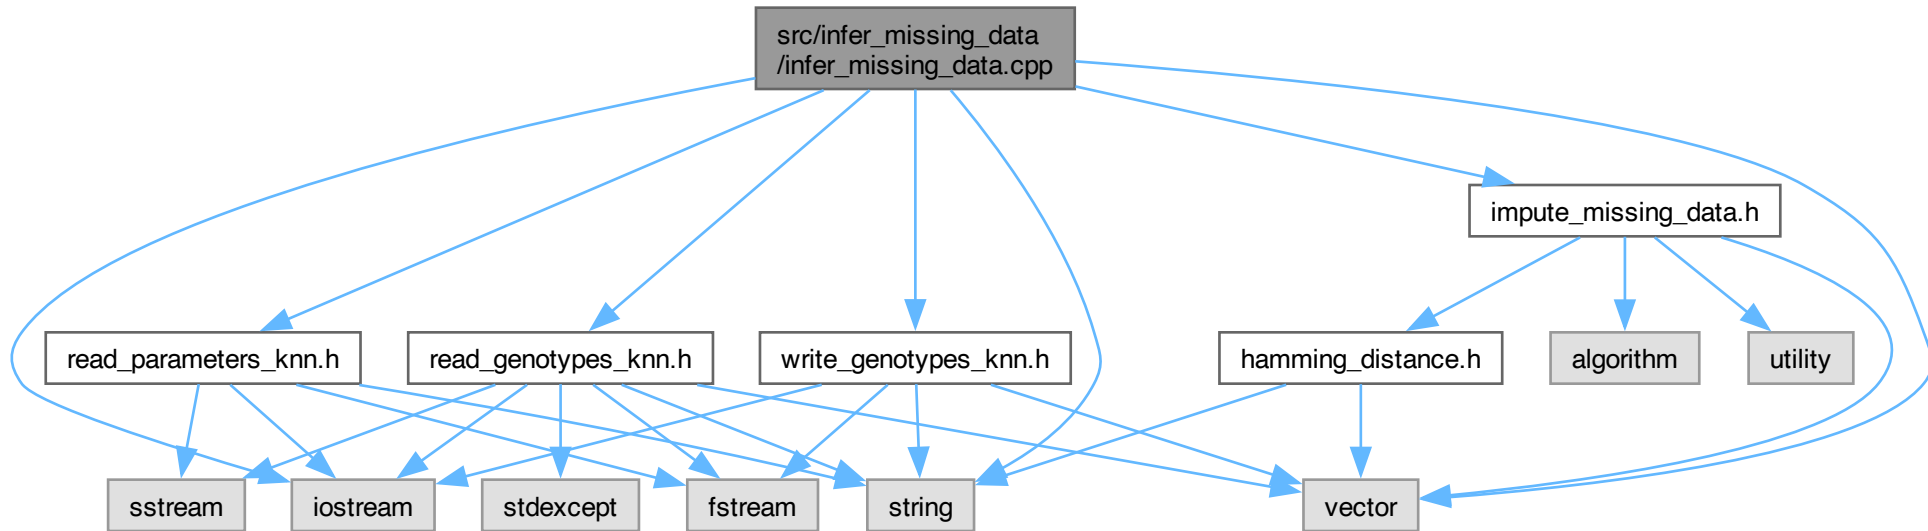 src/infer_missing_data
/infer_missing_data.cpp
impute_missing_data.h
read_parameters_knn.h
read_genotypes_knn.h
write_genotypes_knn.h
hamming_distance.h
algorithm
utility
sstream
iostream
stdexcept
fstream
string
vector